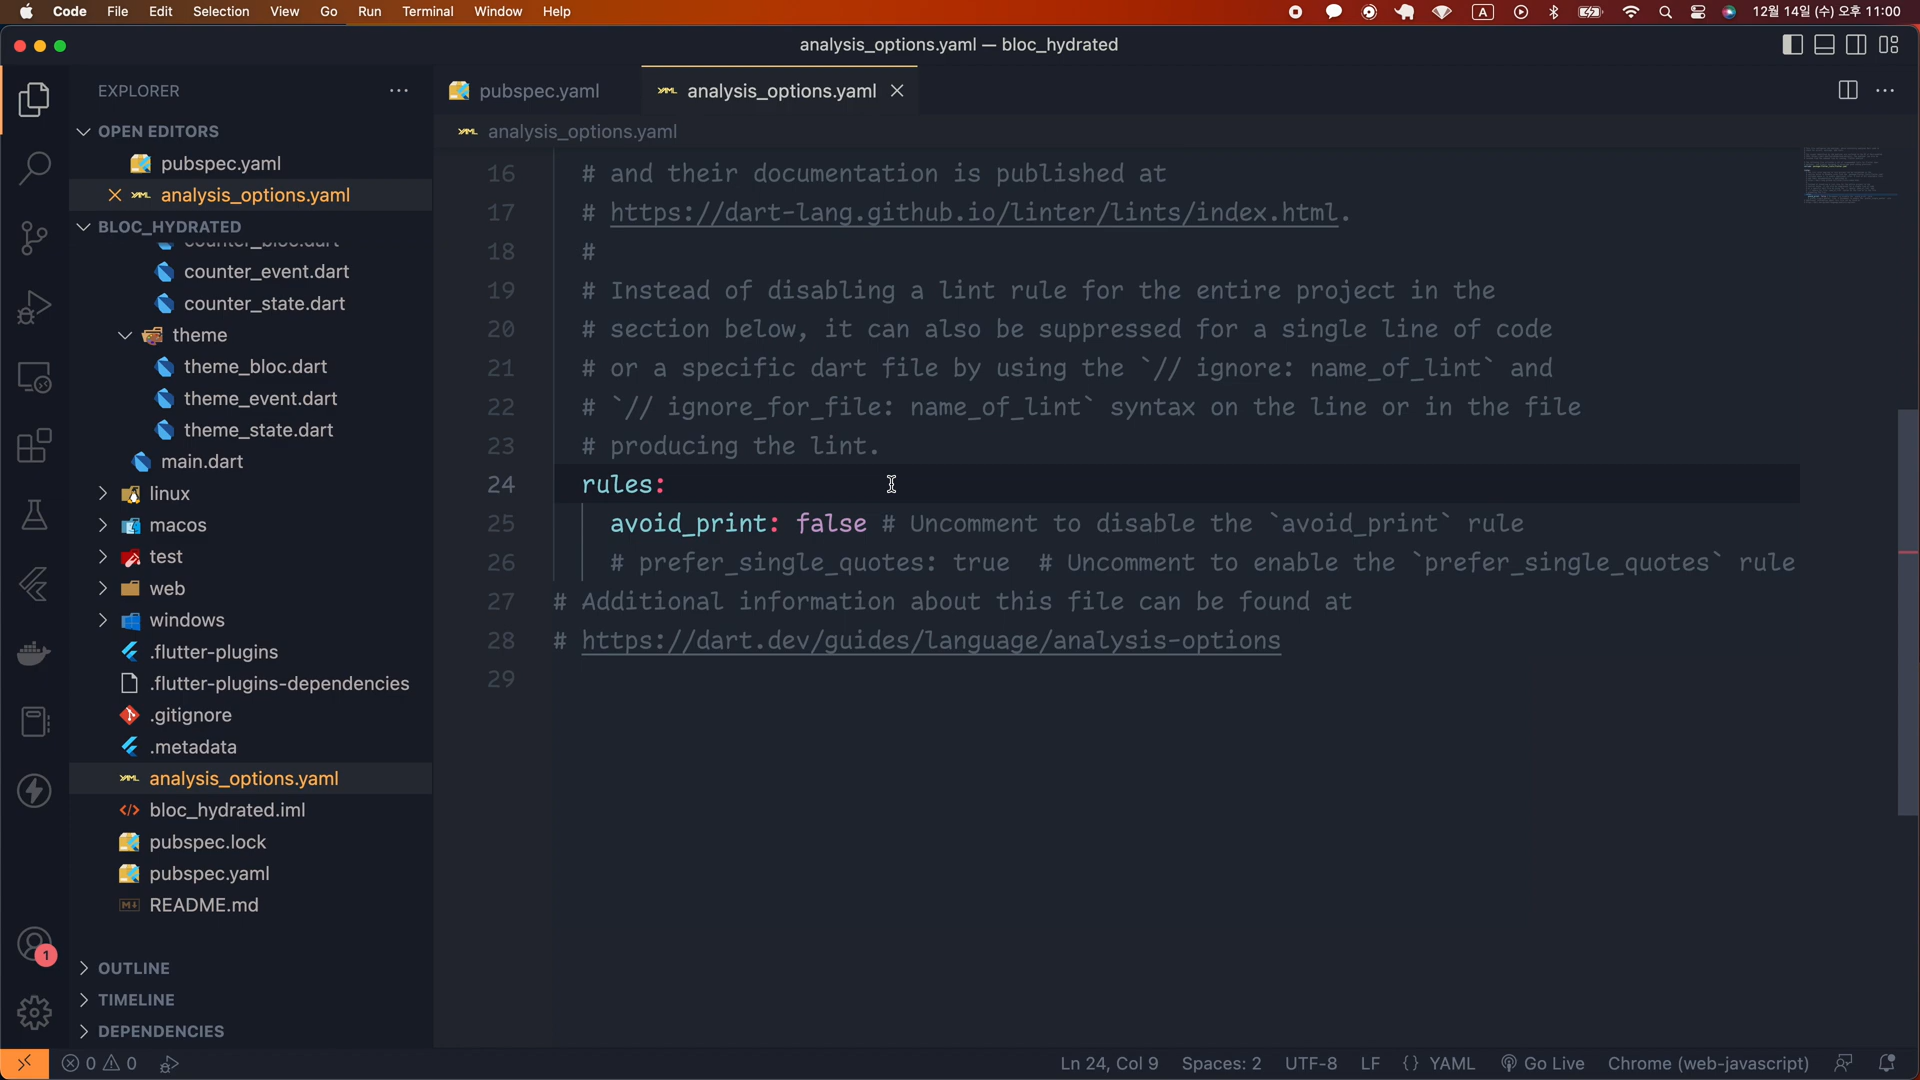 Code File Edit Selection View Go Run Terminal Window Help
A
12월 14일 (수) 오후 11:00
analysis_options.yaml — bloc_hydrated
EXPLORER
OPEN EDITORS
pubspec.yaml
analysis_options.yaml
BLOC_HYDRATED
counter_bloc.dart
counter_event.dart
counter_state.dart
theme
theme_bloc.dart
theme_event.dart
theme_state.dart
main.dart
linux
macos
test
web
windows
.flutter-plugins
.flutter-plugins-dependencies
.gitignore
.metadata
analysis_options.yaml
bloc_hydrated.iml
pubspec.lock
pubspec.yaml
README.md
OUTLINE
TIMELINE
DEPENDENCIES
1
pubspec.yaml
analysis_options.yaml
analysis_options.yaml
16 # and their documentation is published at
17 # https://dart-lang.github.io/linter/lints/index.html.
18 #
19 # Instead of disabling a lint rule for the entire project in the
20 # section below, it can also be suppressed for a single line of code
21 # or a specific dart file by using the `// ignore: name_of_lint` and
22 # `// ignore_for_file: name_of_lint` syntax on the line or in the file
23 # producing the lint.
24 rules:
25 avoid_print: false # Uncomment to disable the `avoid_print` rule
26 # prefer_single_quotes: true  # Uncomment to enable the `prefer_single_quotes` rule
27 # Additional information about this file can be found at
28 # https://dart.dev/guides/language/analysis-options
29
0 0
Ln 24, Col 9 Spaces: 2 UTF-8 LF {} YAML Go Live Chrome (web-javascript)